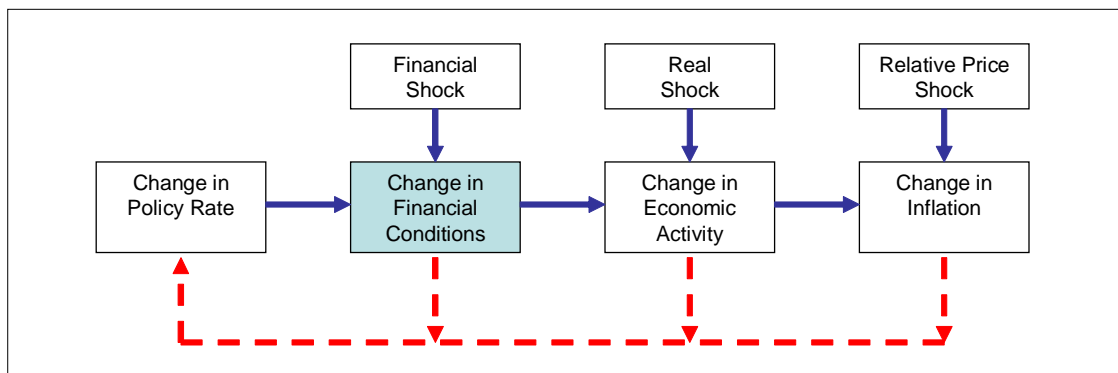 Financial
Shock
Real
Shock
Relative Price
Shock
Change in
Policy Rate
Change in
Financial
Conditions
Change in
Economic
Activity
Change in
Inflation